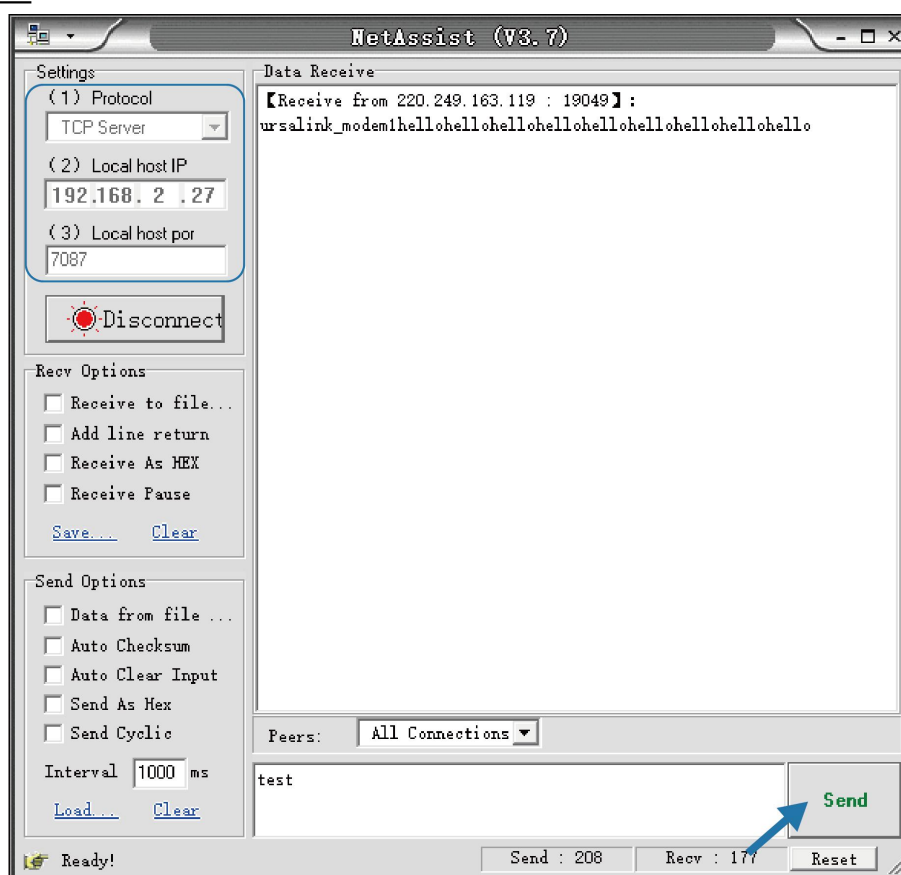 NetAssist (V3.7)
Settings
(1) Protocol
TCP Server
(2) Local host IP
192.168. 2 .27
(3) Local host por
7087
Disconnect
Recv Options
Receive to file...
Add line return
Receive As HEX
Receive Pause
Save... Clear
Send Options
Data from file ...
Auto Checksum
Auto Clear Input
Send As Hex
Send Cyclic
Interval 1000 ms
Load... Clear
Data Receive
【Receive from 220.249.163.119 : 19049】:
ursalink_modem1hellohellohellohellohellohellohellohellohello
Peers: All Connections
test
Send
Ready!
Send : 208
Recv : 177
Reset